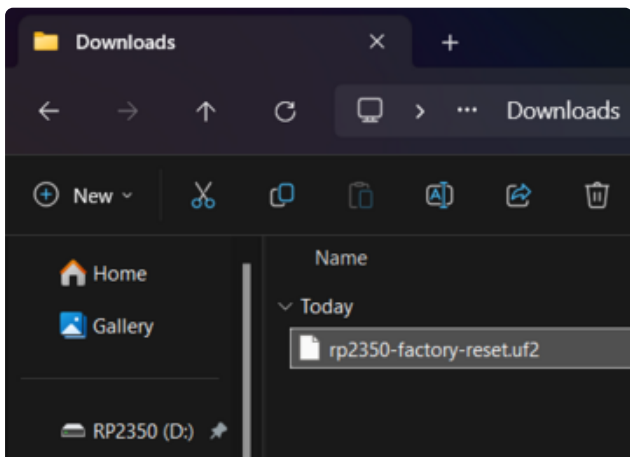 Downloads
Downloads
New
Name
Home
Today
Gallery
rp2350-factory-reset.uf2
RP2350 (D:)